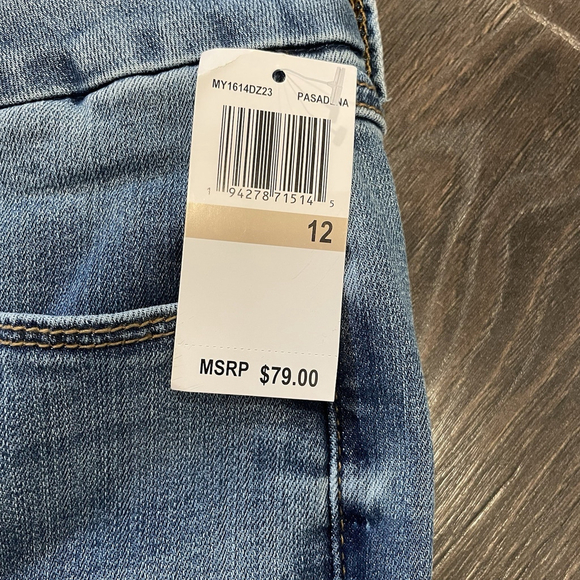 MY1614DZ23 PASADENA
1 94278 71514 5
12
MSRP $79.00